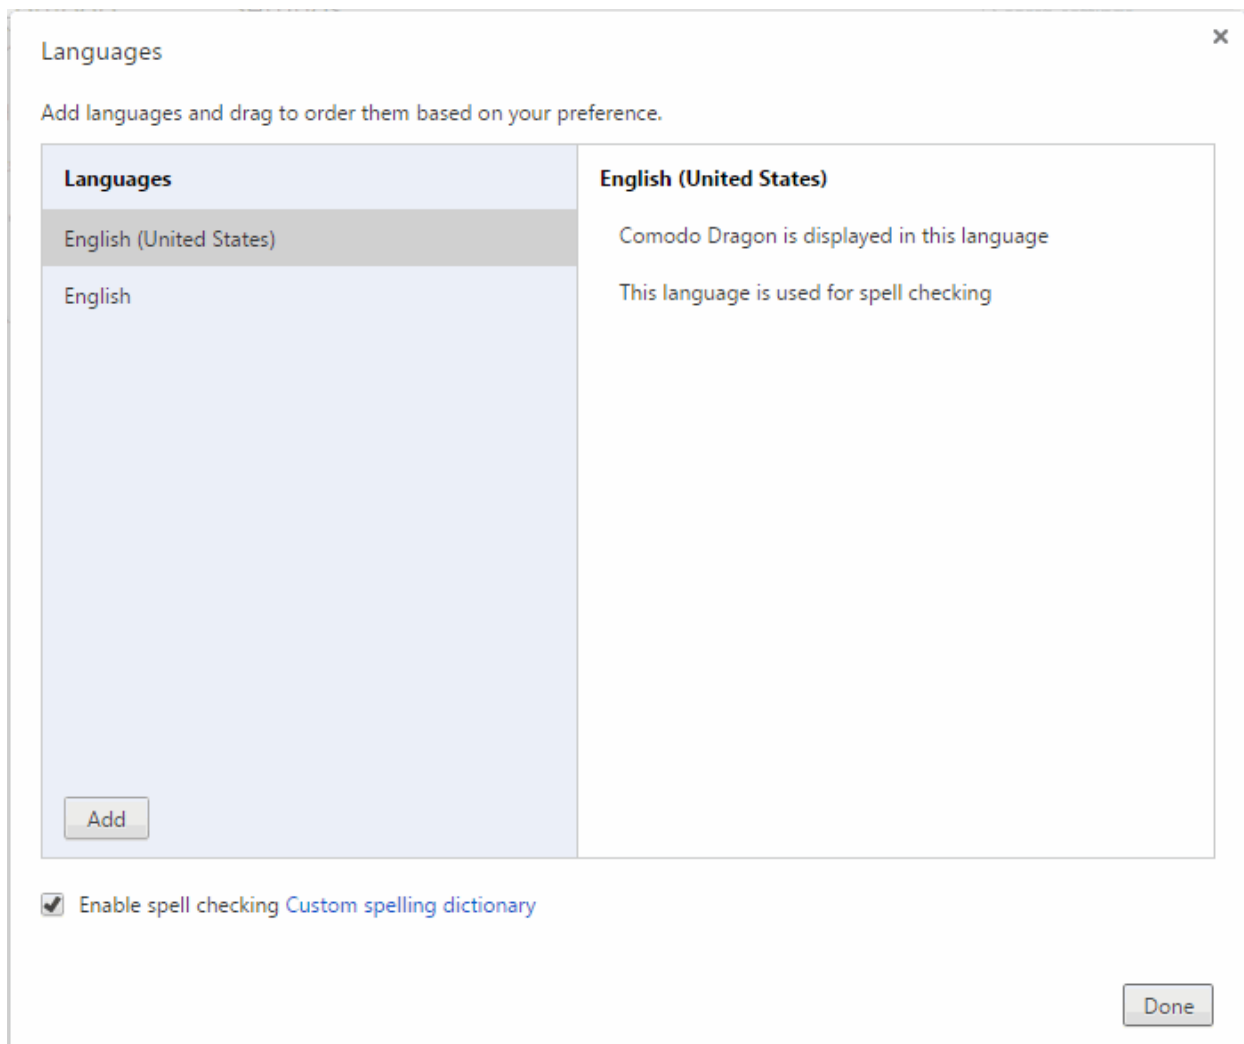 Languages
Add languages and drag to order them based on your preference.
Languages
English (United States)
English
Add
English (United States)
Comodo Dragon is displayed in this language
This language is used for spell checking
Enable spell checking Custom spelling dictionary
Done